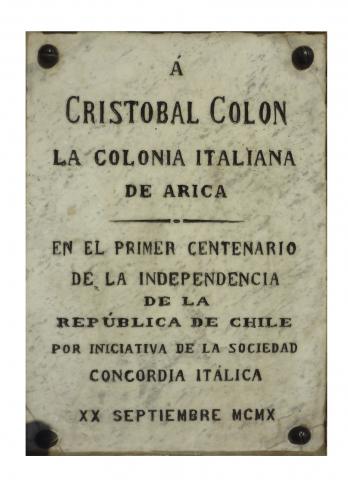 Á
CRISTOBAL COLON
LA COLONIA ITALIANA
DE ARICA
EN EL PRIMER CENTENARIO
DE LA INDEPENDENCIA
DE LA
REPÚBLICA DE CHILE
POR INICIATIVA DE LA SOCIEDAD
CONCORDIA ITÁLICA
XX SEPTIEMBRE MCMX